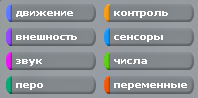 движение контроль
внешность сенсоры
звук числа
перо переменные